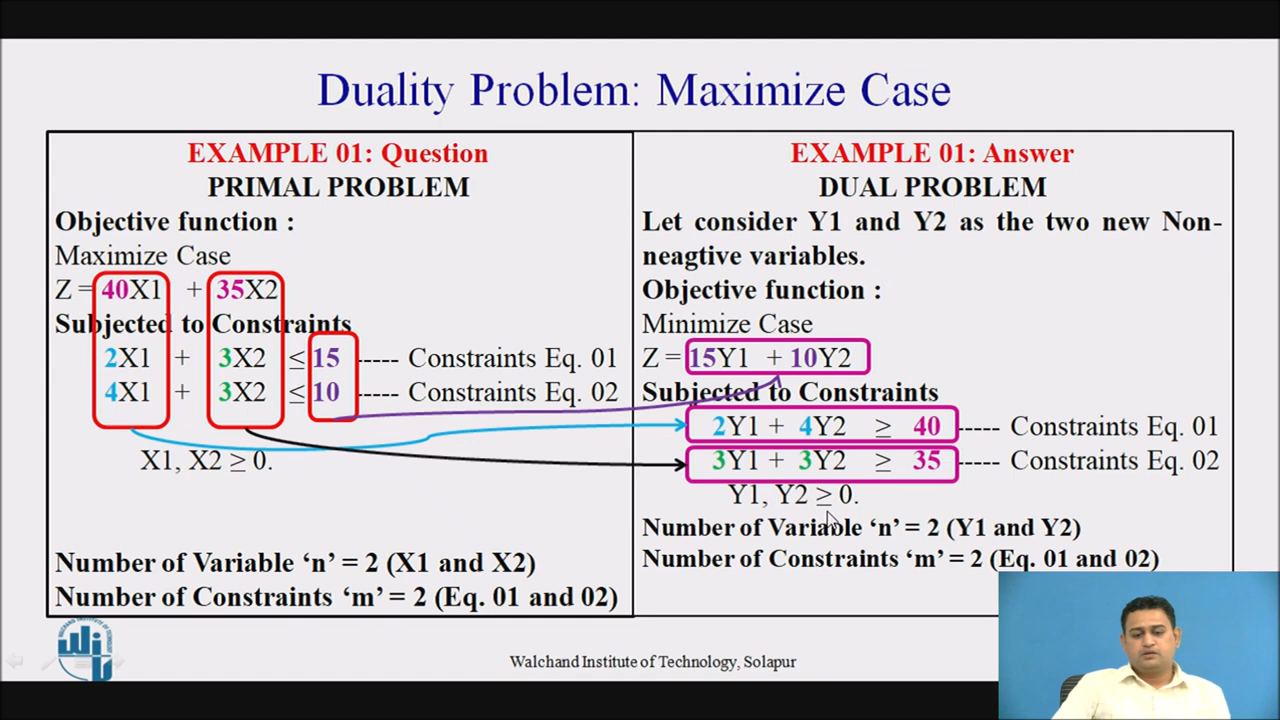 Duality Problem: Maximize Case
EXAMPLE 01: Question
PRIMAL PROBLEM
Objective function :
Maximize Case
Z = 40X1 + 35X2
Subjected to Constraints
2X1 + 3X2 ≤ 15 ----- Constraints Eq. 01
4X1 + 3X2 ≤ 10 ----- Constraints Eq. 02
X1, X2 ≥ 0.
Number of Variable ‘n’ = 2 (X1 and X2)
Number of Constraints ‘m’ = 2 (Eq. 01 and 02)
EXAMPLE 01: Answer
DUAL PROBLEM
Let consider Y1 and Y2 as the two new Non-
neagtive variables.
Objective function :
Minimize Case
Z = 15Y1 + 10Y2
Subjected to Constraints
2Y1 + 4Y2 ≥ 40 ----- Constraints Eq. 01
3Y1 + 3Y2 ≥ 35 ----- Constraints Eq. 02
Y1, Y2 ≥ 0.
Number of Variable ‘n’ = 2 (Y1 and Y2)
Number of Constraints ‘m’ = 2 (Eq. 01 and 02)
Walchand Institute of Technology, Solapur